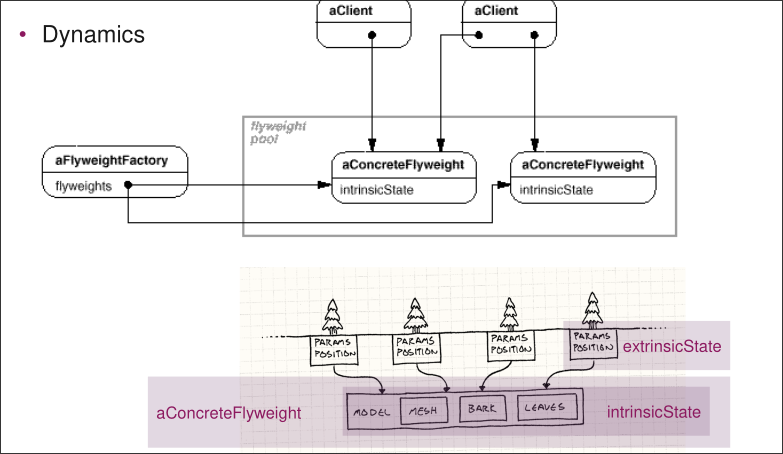 • Dynamics
aClient
aClient
flyweight
pool
aFlyweightFactory
flyweights
aConcreteFlyweight
intrinsicState
aConcreteFlyweight
intrinsicState
PARAMS
POSITION
PARAMS
POSITION
PARAMS
POSITION
PARAMS
POSITION
extrinsicState
aConcreteFlyweight
MODEL
MESH
BARK
LEAVES
intrinsicState